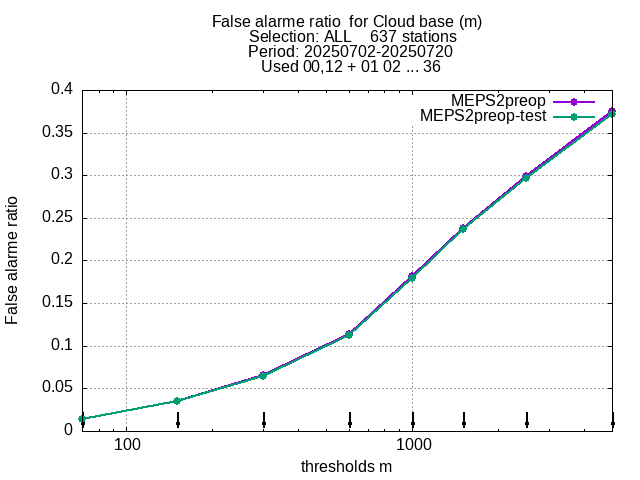 False alarme ratio  for Cloud base (m)
Selection: ALL    637 stations
Period: 20250702-20250720
Used 00,12 + 01 02 ... 36
MEPS2preop
MEPS2preop-test
0.4
0.35
0.3
0.25
0.2
0.15
0.1
0.05
0
False alarme ratio
100
1000
thresholds m